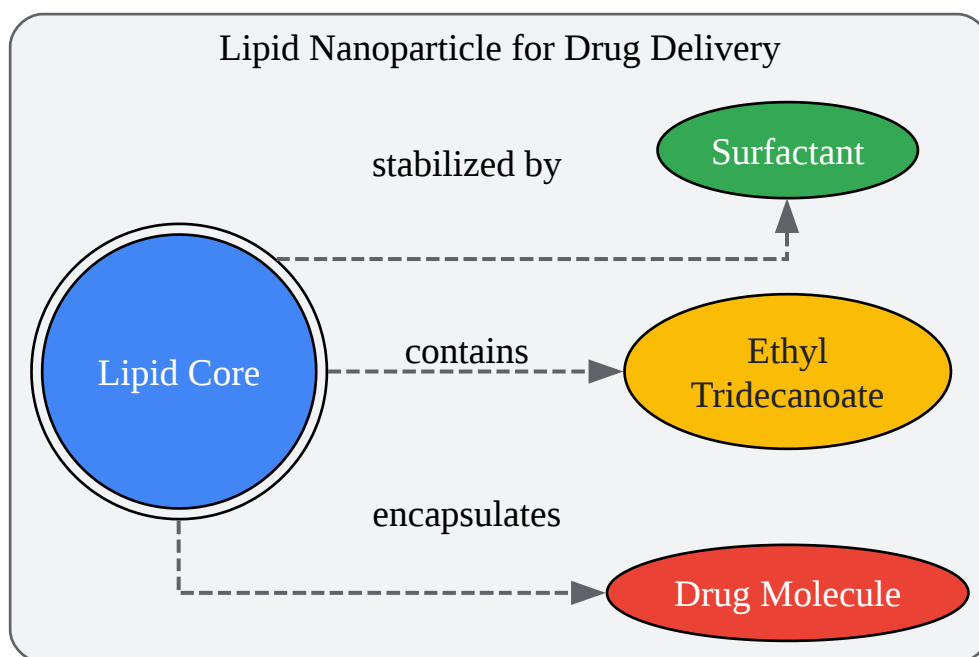 Lipid Nanoparticle for Drug Delivery
Surfactant
stabilized by
Lipid Core
contains
Ethyl
Tridecanoate
encapsulates
Drug Molecule